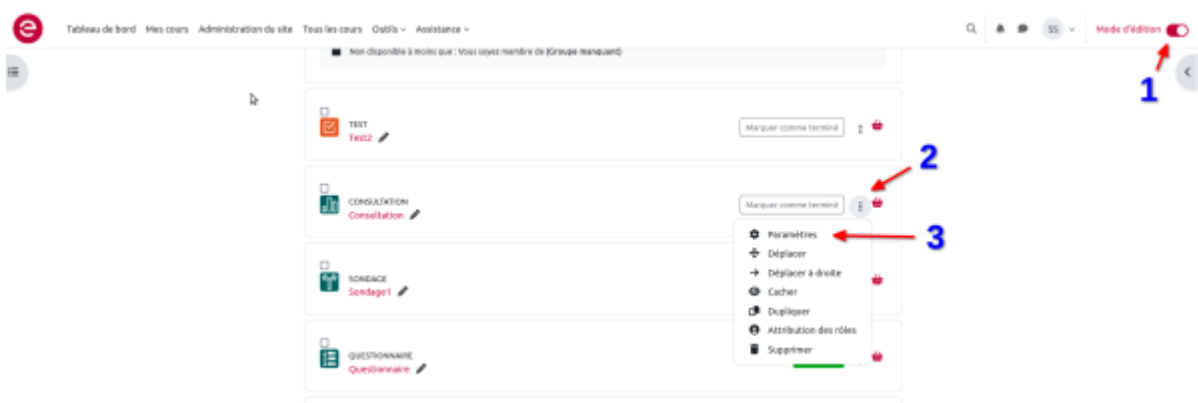 Tableau de bord Mes cours Administration du site Tous les cours Outils Assistance SS Mode d'édition
1
Non disponible à moins que : Vous soyez membre de (Groupe manquant)
TEST
Test2
Marquer comme terminé
2
CONSULTATION
Consultation
Marquer comme terminé
Paramètres
3
Déplacer
Déplacer à droite
Cacher
Dupliquer
Attribution des rôles
Supprimer
SONDAGE
Sondage1
QUESTIONNAIRE
Questionnaire